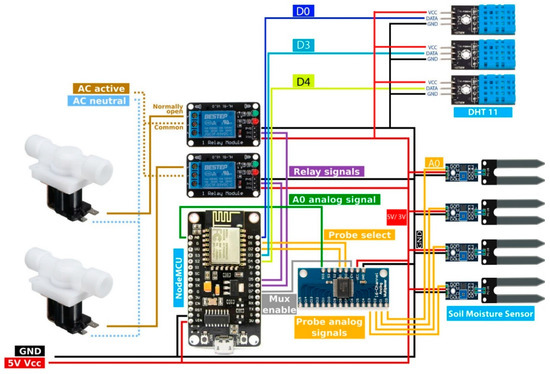 D0
D3
D4
VCC
DATA
GND
VCC
DATA
GND
VCC
DATA
GND
DHT 11
AC active
AC neutral
Normally open
Common
BESTEP
1 Relay Module
BESTEP
1 Relay Module
Relay signals
A0 analog signal
Probe select
A0
5V/ 3V
GND
NodeMCU
Mux enable
Probe analog signals
Soil Moisture Sensor
GND
5V Vcc